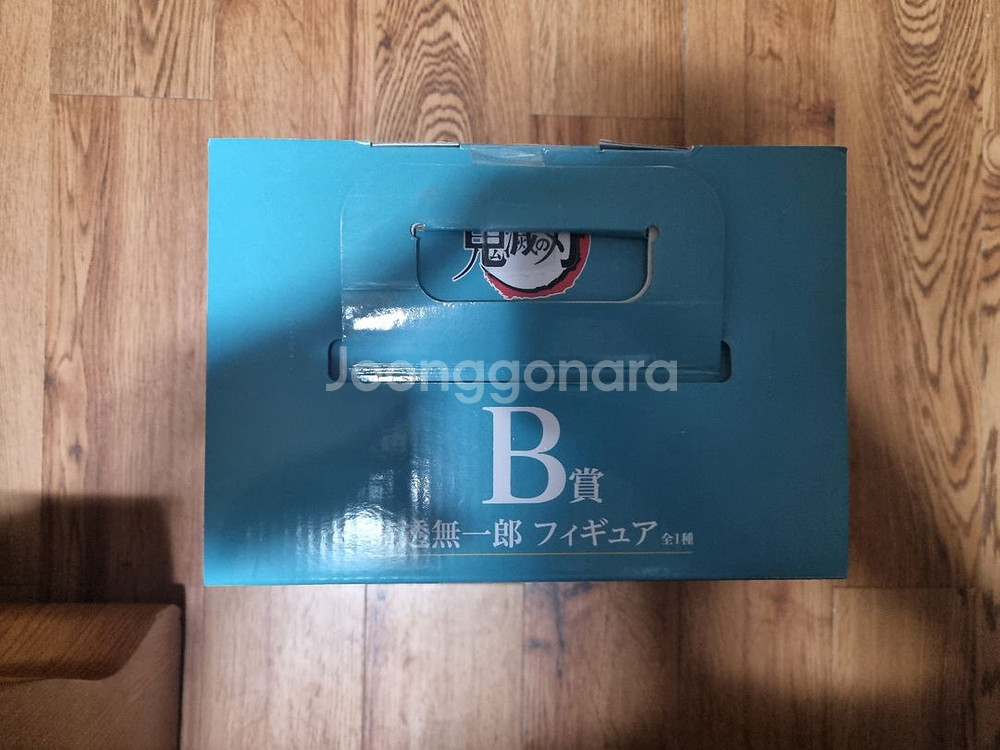 鬼滅の刃
Joonggonara
B賞
透無一郎 フィギュア 全1種